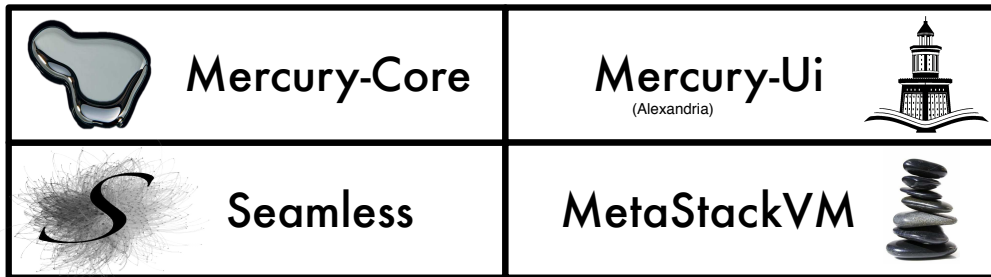 Mercury-Core
Mercury-Ui
(Alexandria)
S Seamless
MetaStackVM